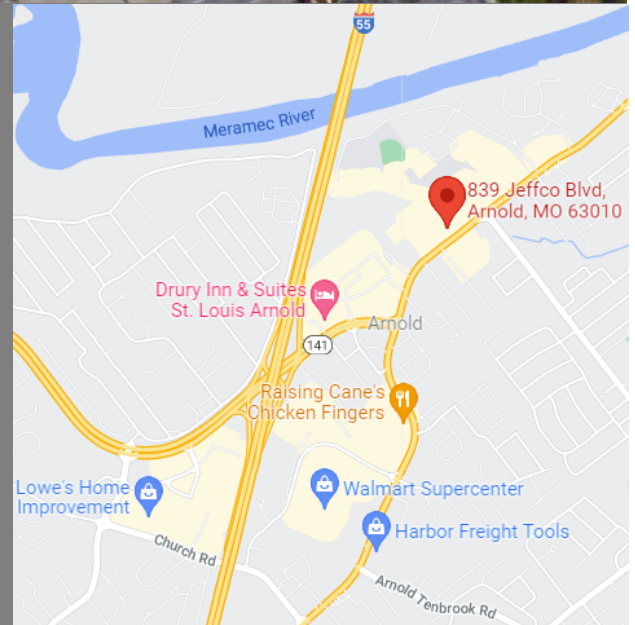 55
Meramec River
839 Jeffco Blvd,
Arnold, MO 63010
Drury Inn & Suites
St. Louis Arnold
Arnold
141
Raising Cane's
Chicken Fingers
Lowe's Home
Improvement
Walmart Supercenter
Harbor Freight Tools
Church Rd
Arnold Tenbrook Rd